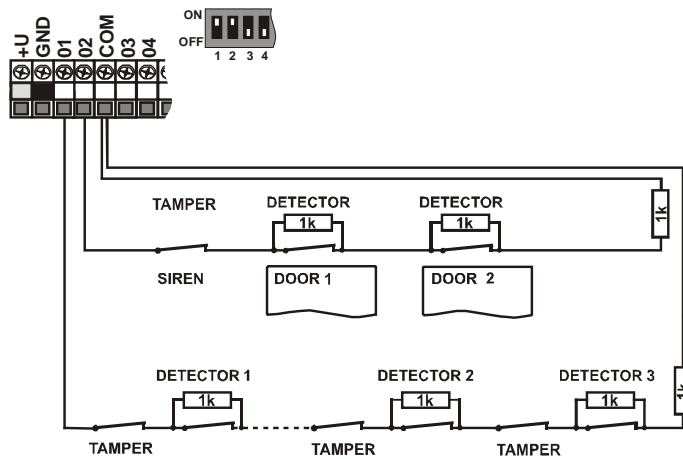 ON
OFF
1 2 3 4
+U GND 01 02 COM 03 04
TAMPER DETECTOR DETECTOR
1k 1k 1k
SIREN DOOR 1 DOOR 2
DETECTOR 1 DETECTOR 2 DETECTOR 3
1k 1k 1k 1k
TAMPER TAMPER TAMPER